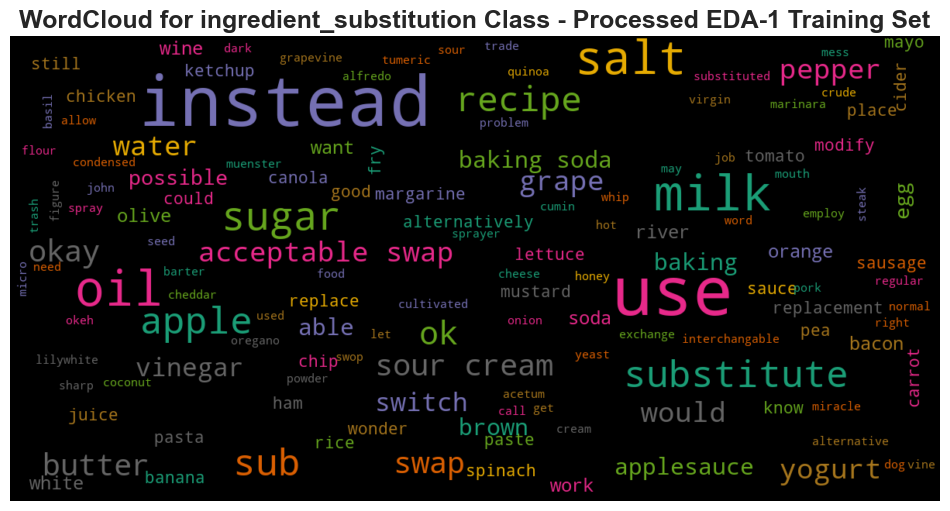 WordCloud for ingredient_substitution Class - Processed EDA-1 Training Set
wine dark sour trade salt mayo
still ketchup grapevine tumeric quinoa substituted pepper
alfredo crude cider
basil chicken instead recipe virgin marinara place mess
allow problem
flour water want fry baking soda job tomato modify
condensed muenster may mouth
possible canola grape milk egg
trash figure john could good margarine whip employ steak
spray olive sugar alternatively cumin word
seed sprayer hot river
okay acceptable swap lettuce baking orange
micro need barter food cheese honey sausage
oil cheddar replace cultivated mustard use sauce pork regular
okeh apple used able ok onion soda replacement normal
oregano let exchange interchangable pea right
lilywhite vinegar chip swop sour cream yeast bacon
sharp coconut powder substitute carrot
ham switch acetum
juice call get would know miracle
wonder brown cream
pasta rice paste alternative
butter sub swap spinach applesauce yogurt dog vine
white banana work